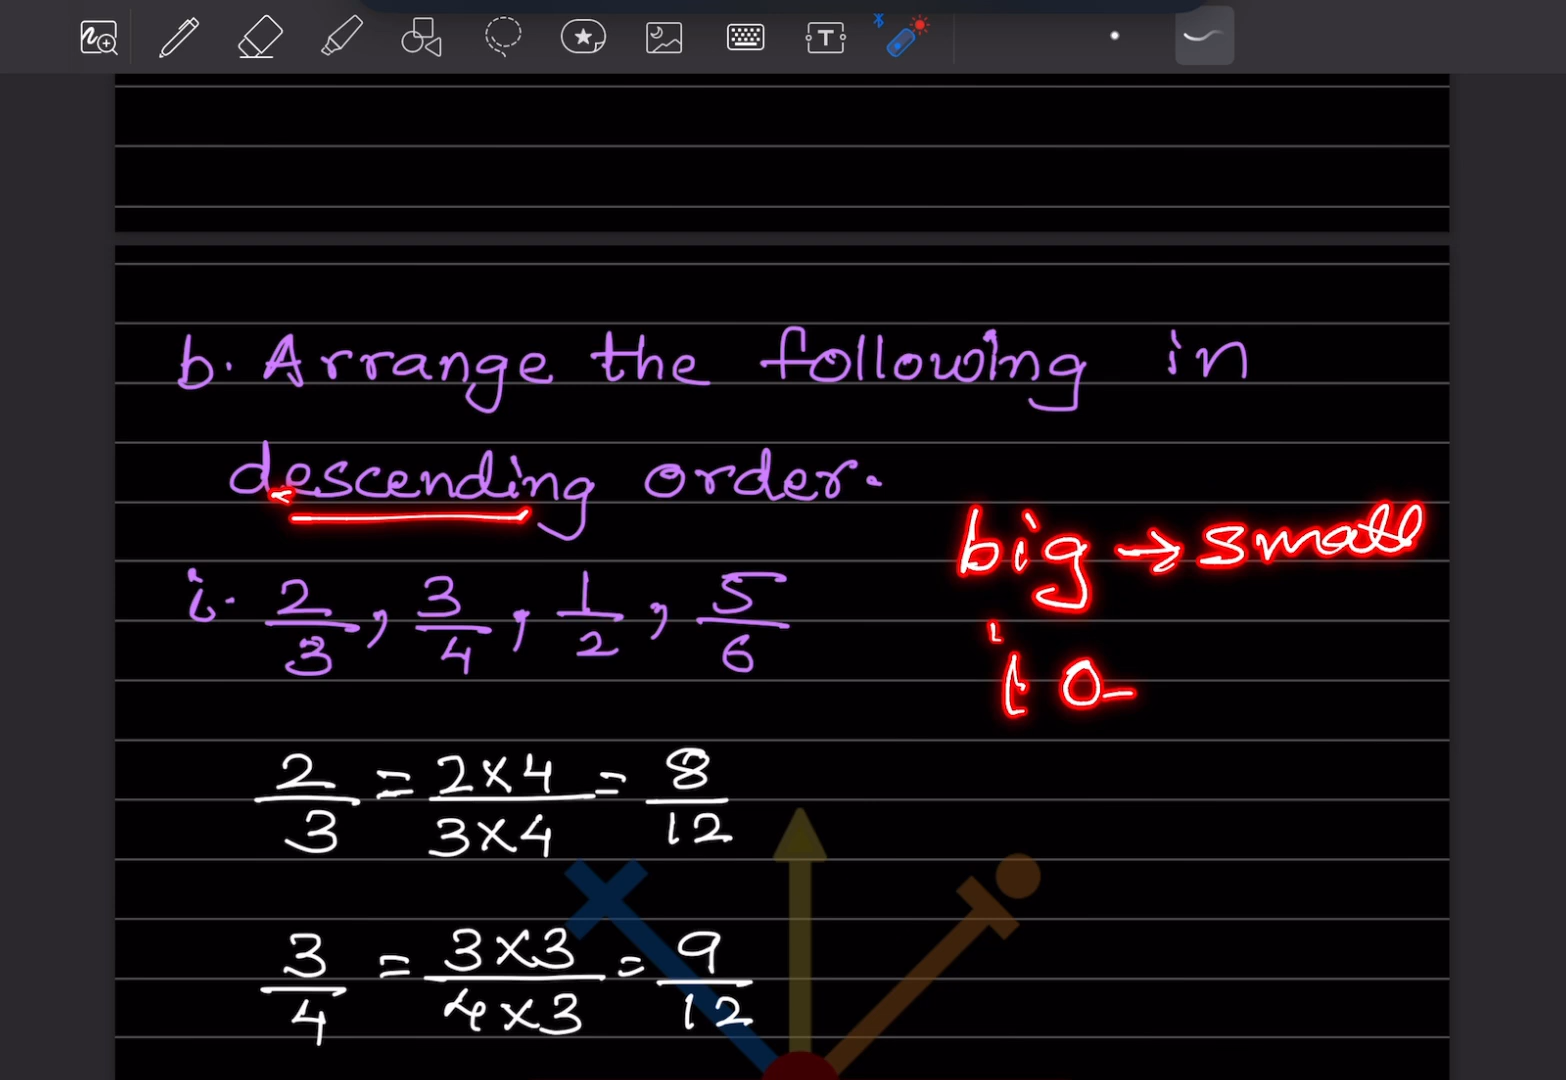 b. Arrange the following in
descending order.
big → small
i. 2/3, 3/4, 1/2, 5/6
to
2/3 = 2×4/3×4 = 8/12
3/4 = 3×3/4×3 = 9/12